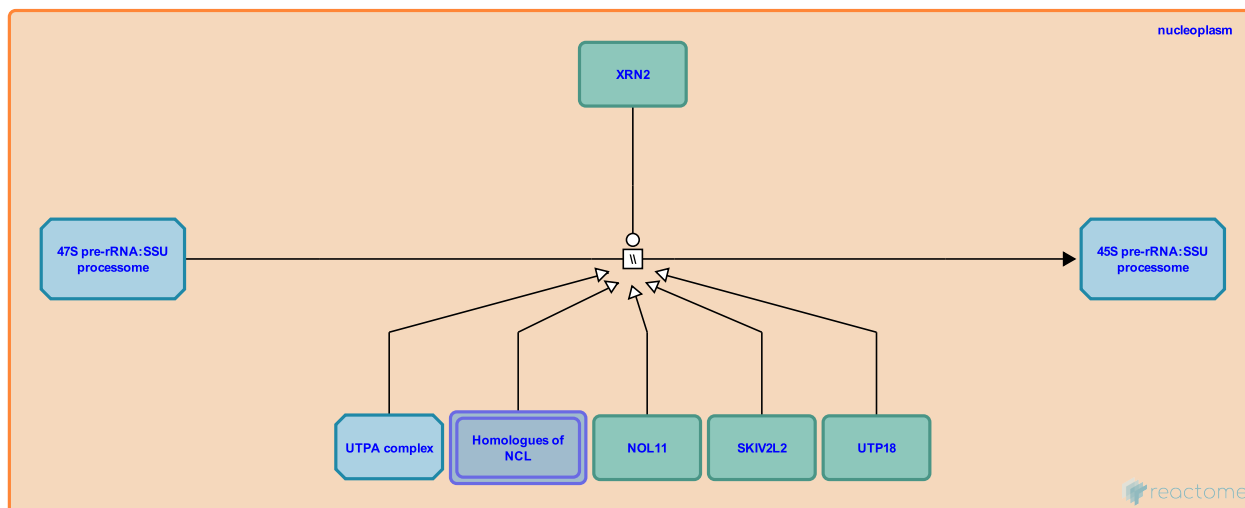 nucleoplasm
XRN2
47S pre-rRNA:SSU
processome
\\
45S pre-rRNA:SSU
processome
UTPA complex
Homologues of
NCL
NOL11
SKIV2L2
UTP18
reactome